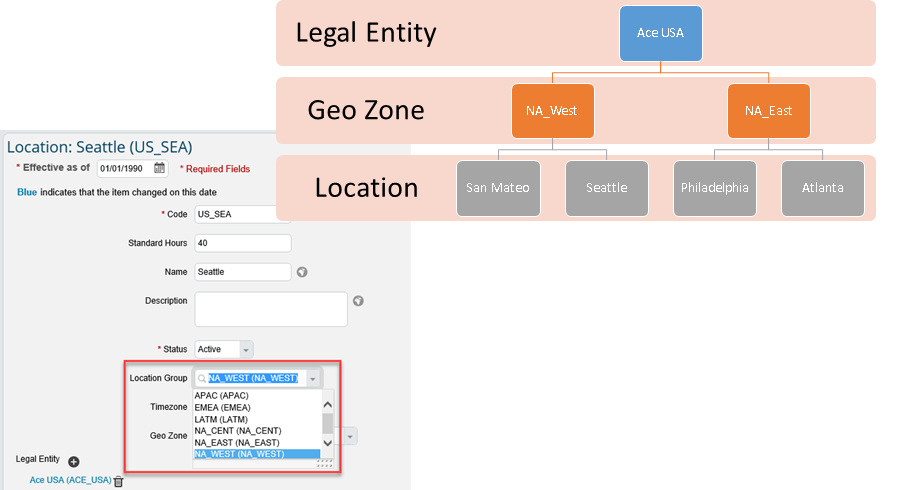 Legal Entity
Ace USA
Geo Zone
NA_West
NA_East
Location
San Mateo
Seattle
Philadelphia
Atlanta
Location: Seattle (US_SEA)
* Effective as of 01/01/1990 * Required Fields
Blue indicates that the item changed on this date
* Code US_SEA
Standard Hours 40
Name Seattle
Description
* Status Active
Location Group NA_WEST (NA_WEST)
APAC (APAC)
Timezone EMEA (EMEA)
LATM (LATM)
NA_CENT (NA_CENT)
Geo Zone NA_EAST (NA_EAST)
NA_WEST (NA_WEST)
Legal Entity
Ace USA (ACE_USA)